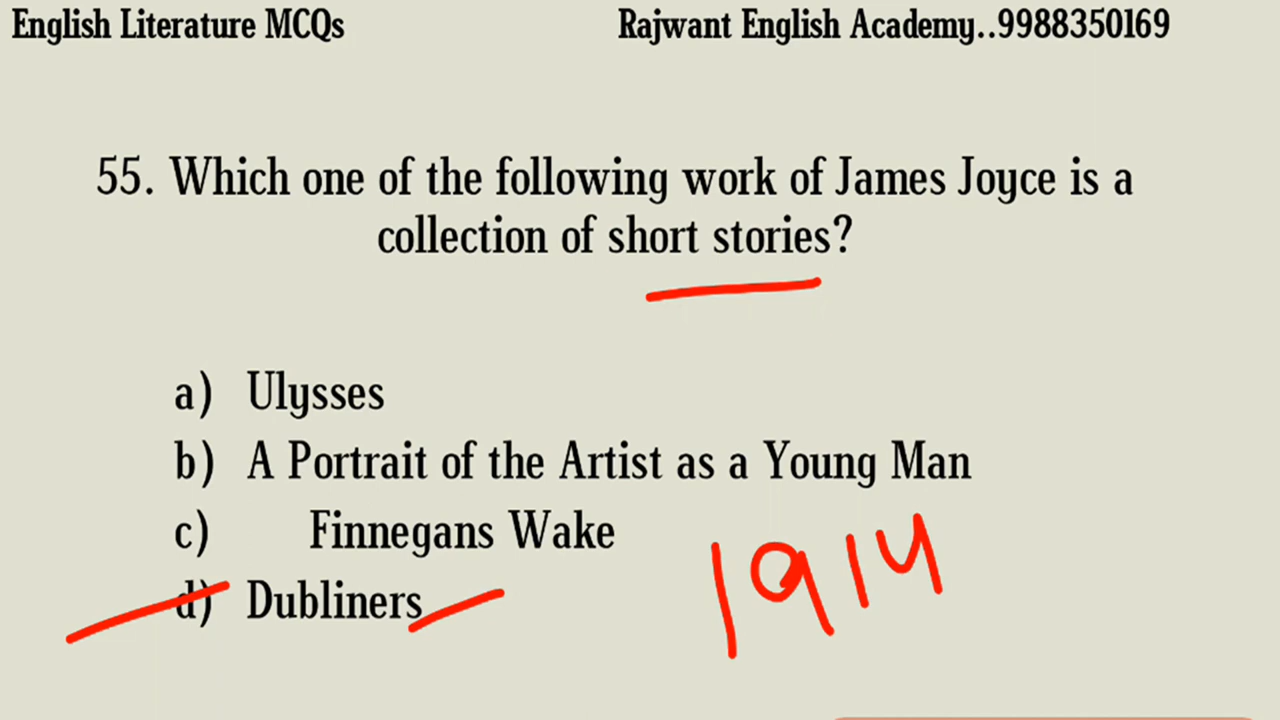 English Literature MCQs
Rajwant English Academy..9988350169
55. Which one of the following work of James Joyce is a
collection of short stories?
a) Ulysses
b) A Portrait of the Artist as a Young Man
c) Finnegans Wake
d) Dubliners
1914